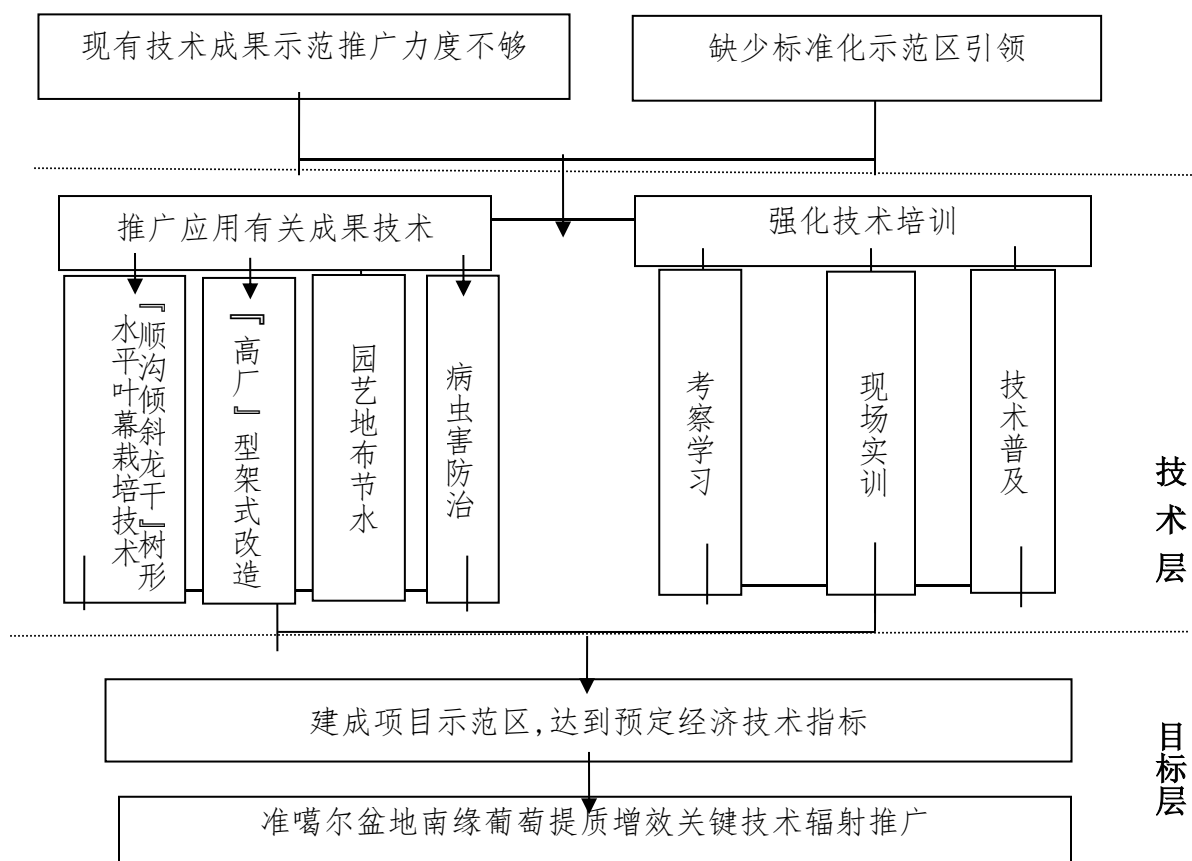 现有技术成果示范推广力度不够
缺少标准化示范区引领
推广应用有关成果技术
强化技术培训
『顺沟倾斜龙干』树形
水平叶幕栽培技术
『高厂』型架式改造
园艺地布节水
病虫害防治
考察学习
现场实训
技术普及
技术层
建成项目示范区,达到预定经济技术指标
准噶尔盆地南缘葡萄提质增效关键技术辐射推广
目标层